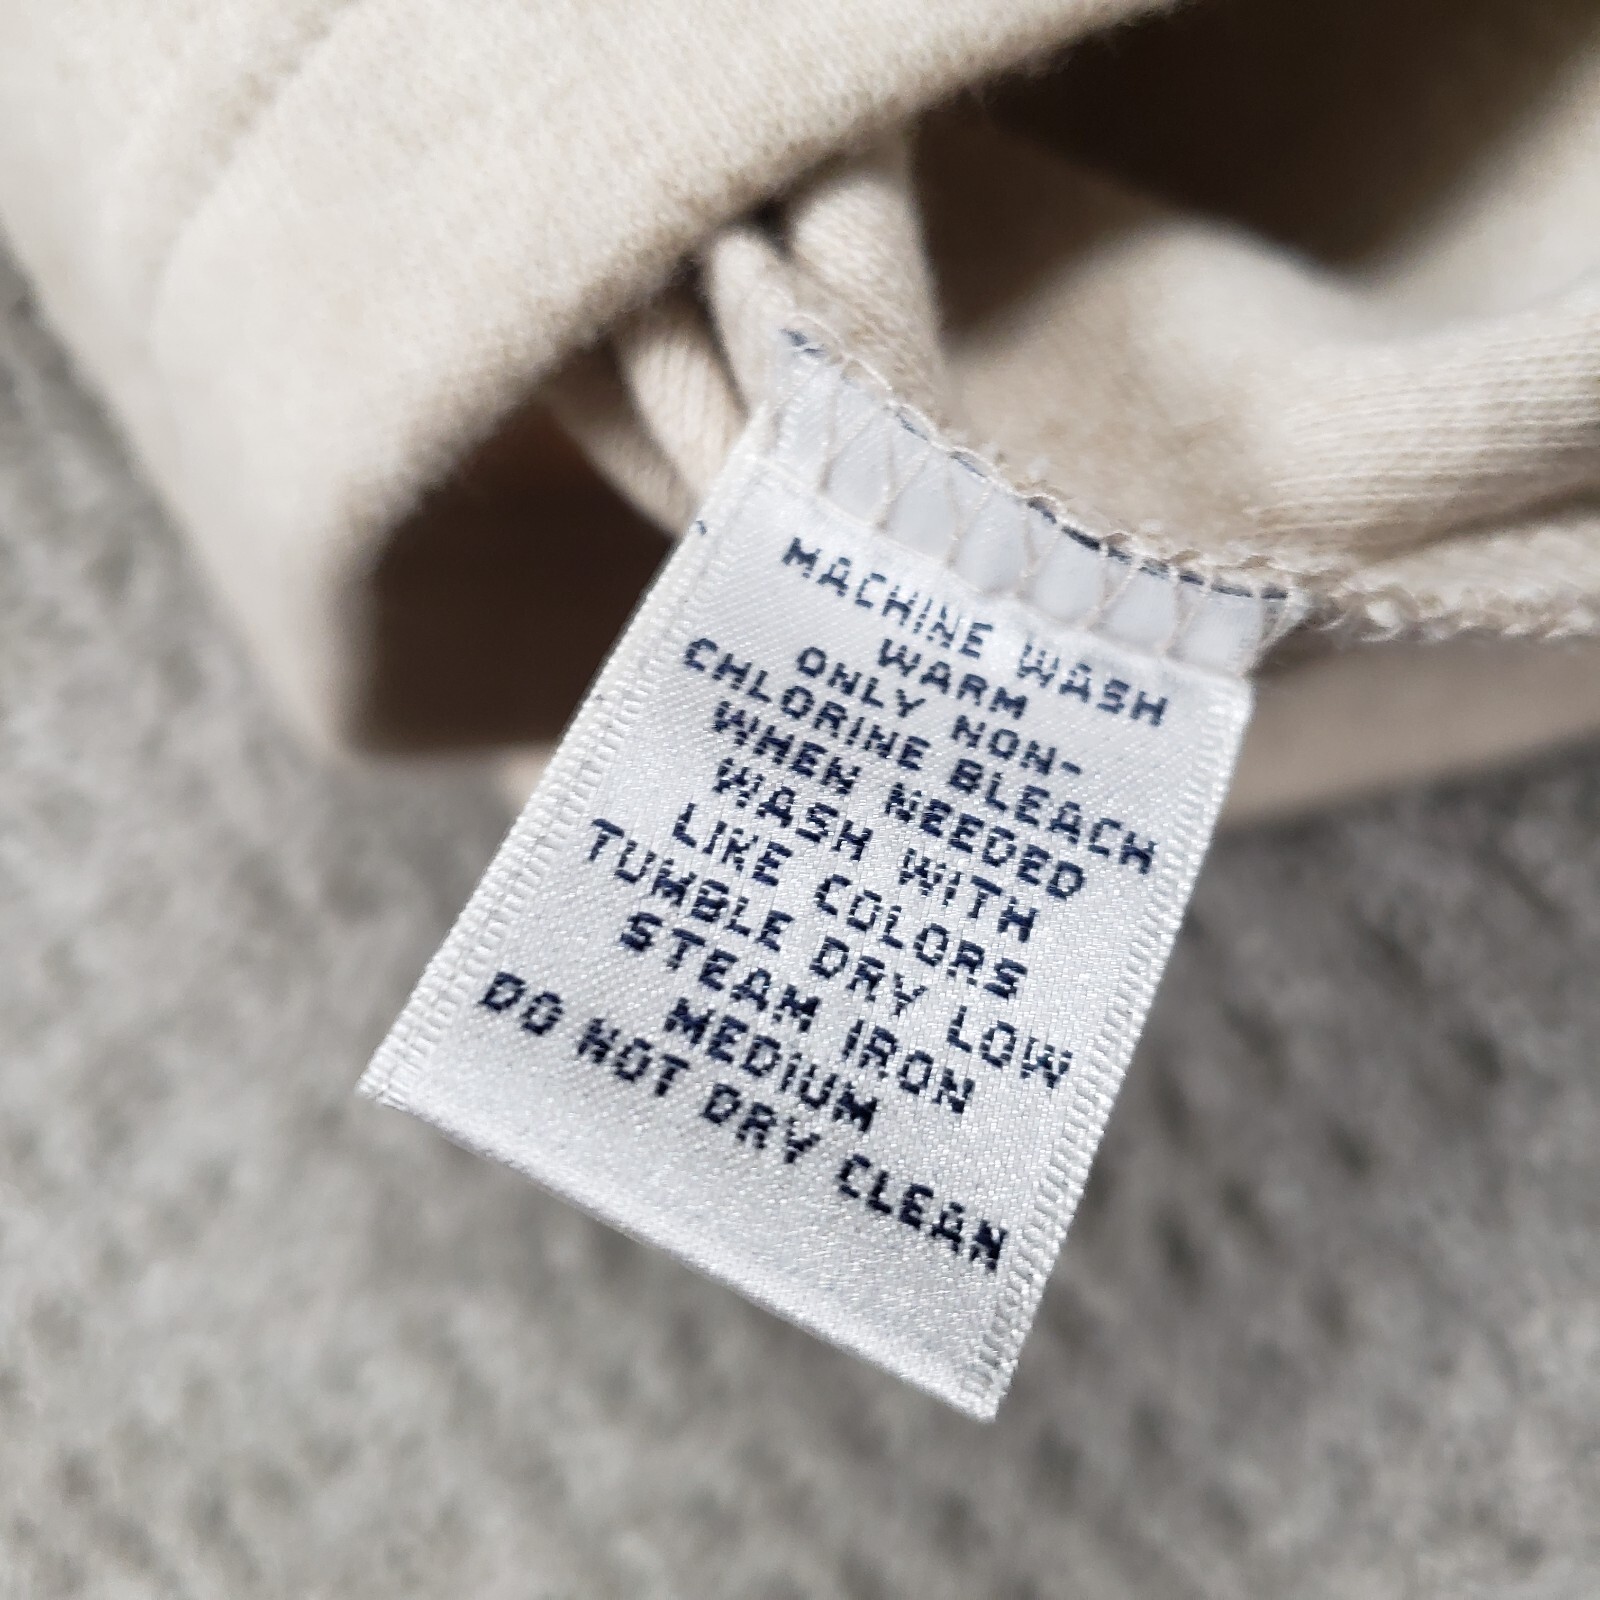 MACHINE WASH
WARM
ONLY NON-
CHLORINE BLEACH
WHEN NEEDED
WASH WITH
LIKE COLORS
TUMBLE DRY LOW
STEAM IRON
MEDIUM
DO NOT DRY CLEAN